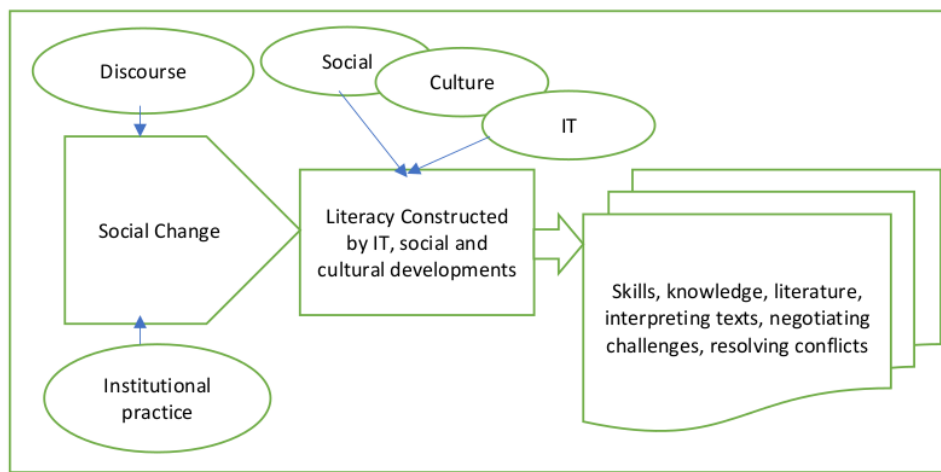 Discourse
Social
Culture
IT
Social Change
Literacy Constructed
by IT, social and
cultural developments
Skills, knowledge, literature,
interpreting texts, negotiating
challenges, resolving conflicts
Institutional
practice